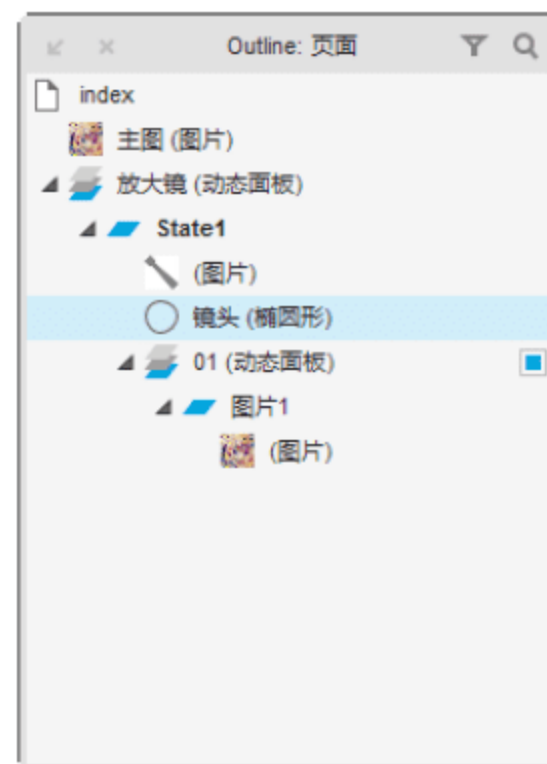 Outline: 页面
index
主图 (图片)
放大镜 (动态面板)
State1
(图片)
镜头 (椭圆形)
01 (动态面板)
图片1
(图片)